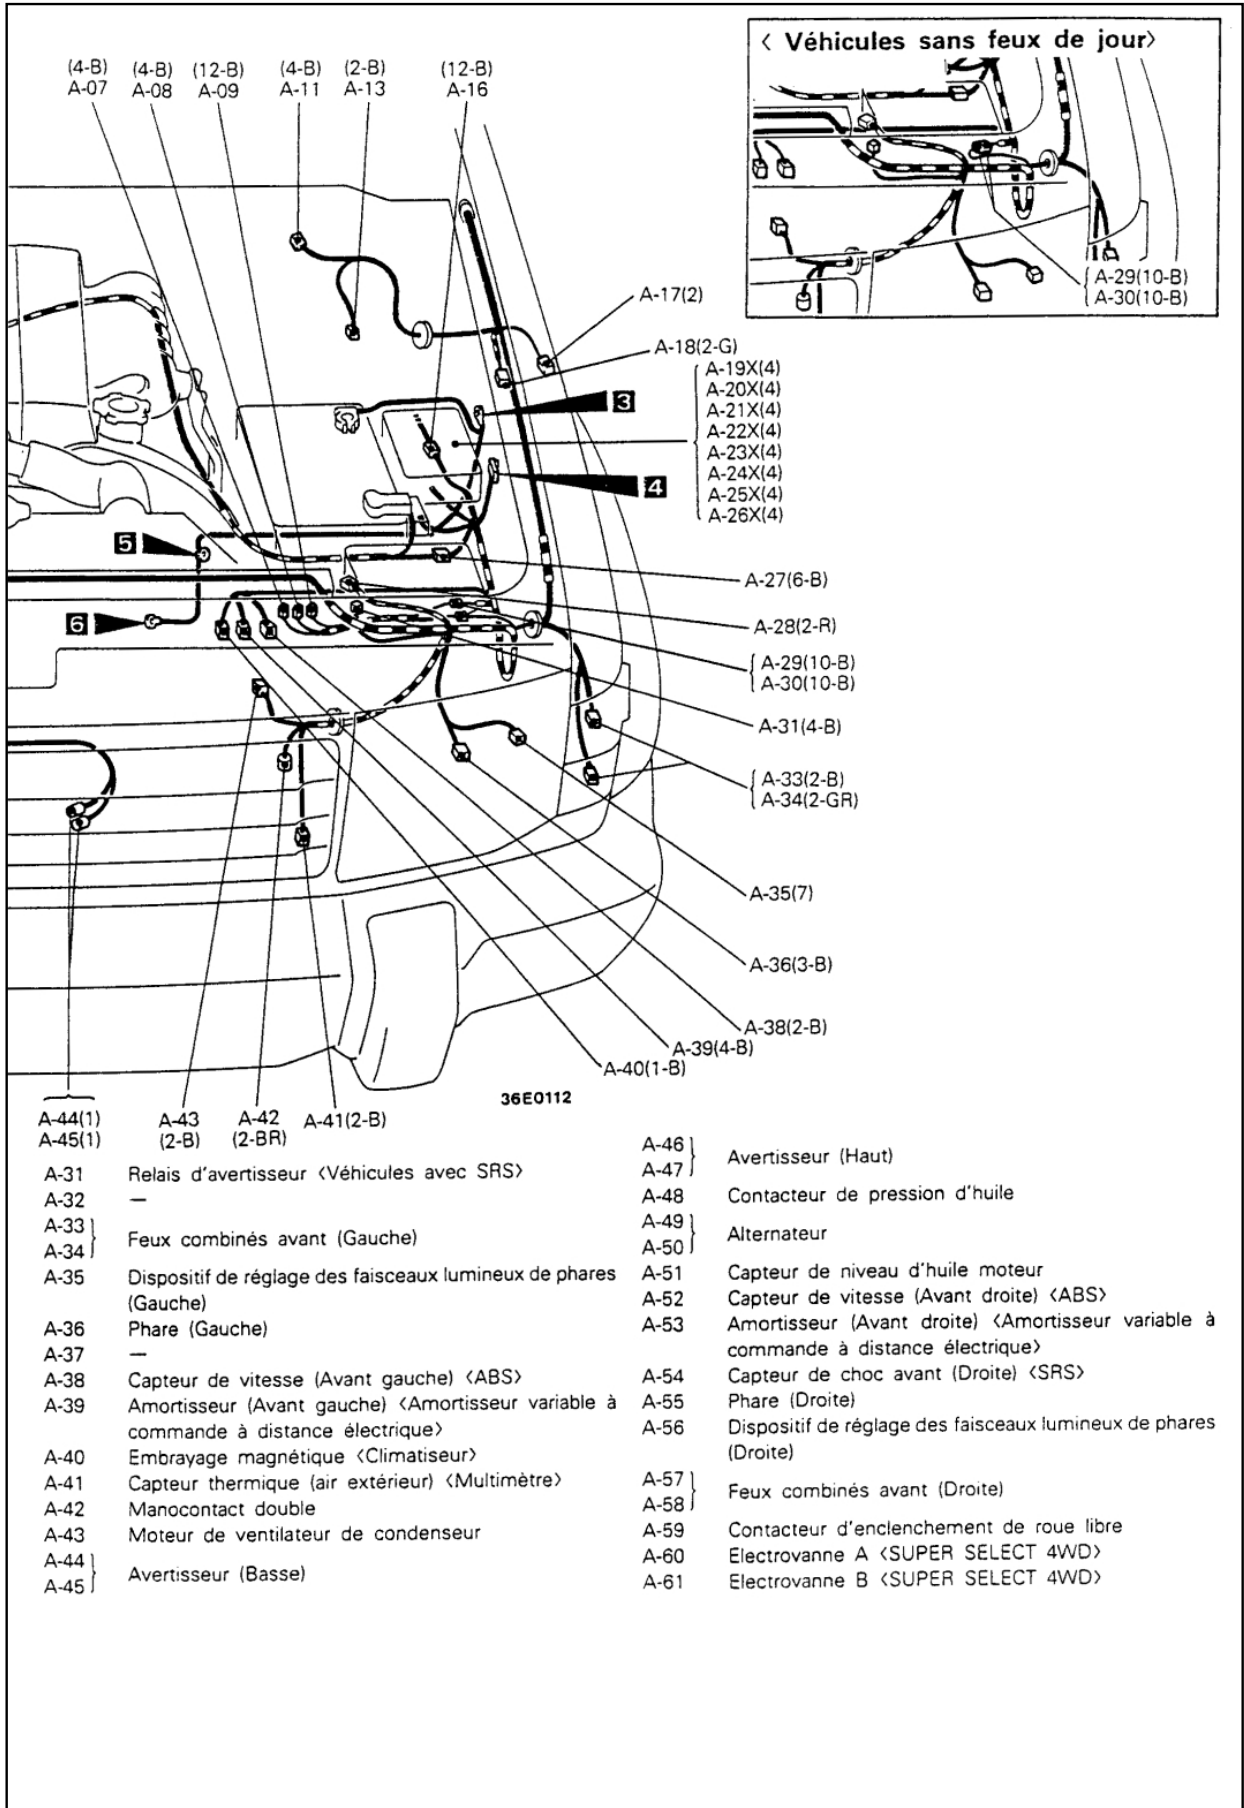 < Véhicules sans feux de jour>
A-29(10-B)
A-30(10-B)
(4-B) (4-B) (12-B) (4-B) (2-B) (12-B)
A-07 A-08 A-09 A-11 A-13 A-16
A-17(2)
A-18(2-G)
A-19X(4)
A-20X(4)
A-21X(4)
A-22X(4)
A-23X(4)
A-24X(4)
A-25X(4)
A-26X(4)
3
4
5
6
A-27(6-B)
A-28(2-R)
A-29(10-B)
A-30(10-B)
A-31(4-B)
A-33(2-B)
A-34(2-GR)
A-35(7)
A-36(3-B)
A-38(2-B)
A-39(4-B)
A-40(1-B)
36E0112
A-44(1) A-43 A-42 A-41(2-B)
A-45(1) (2-B) (2-BR)
A-31 Relais d'avertisseur <Véhicules avec SRS>
A-32 —
A-33
A-34
Feux combinés avant (Gauche)
A-35 Dispositif de réglage des faisceaux lumineux de phares
(Gauche)
A-36 Phare (Gauche)
A-37 —
A-38 Capteur de vitesse (Avant gauche) <ABS>
A-39 Amortisseur (Avant gauche) <Amortisseur variable à
commande à distance électrique>
A-40 Embrayage magnétique <Climatiseur>
A-41 Capteur thermique (air extérieur) <Multimètre>
A-42 Manocontact double
A-43 Moteur de ventilateur de condenseur
A-44
A-45
Avertisseur (Basse)
A-46
A-47
Avertisseur (Haut)
A-48 Contacteur de pression d'huile
A-49
A-50
Alternateur
A-51 Capteur de niveau d'huile moteur
A-52 Capteur de vitesse (Avant droite) <ABS>
A-53 Amortisseur (Avant droite) <Amortisseur variable à
commande à distance électrique>
A-54 Capteur de choc avant (Droite) <SRS>
A-55 Phare (Droite)
A-56 Dispositif de réglage des faisceaux lumineux de phares
(Droite)
A-57
A-58
Feux combinés avant (Droite)
A-59 Contacteur d'enclenchement de roue libre
A-60 Electrovanne A <SUPER SELECT 4WD>
A-61 Electrovanne B <SUPER SELECT 4WD>